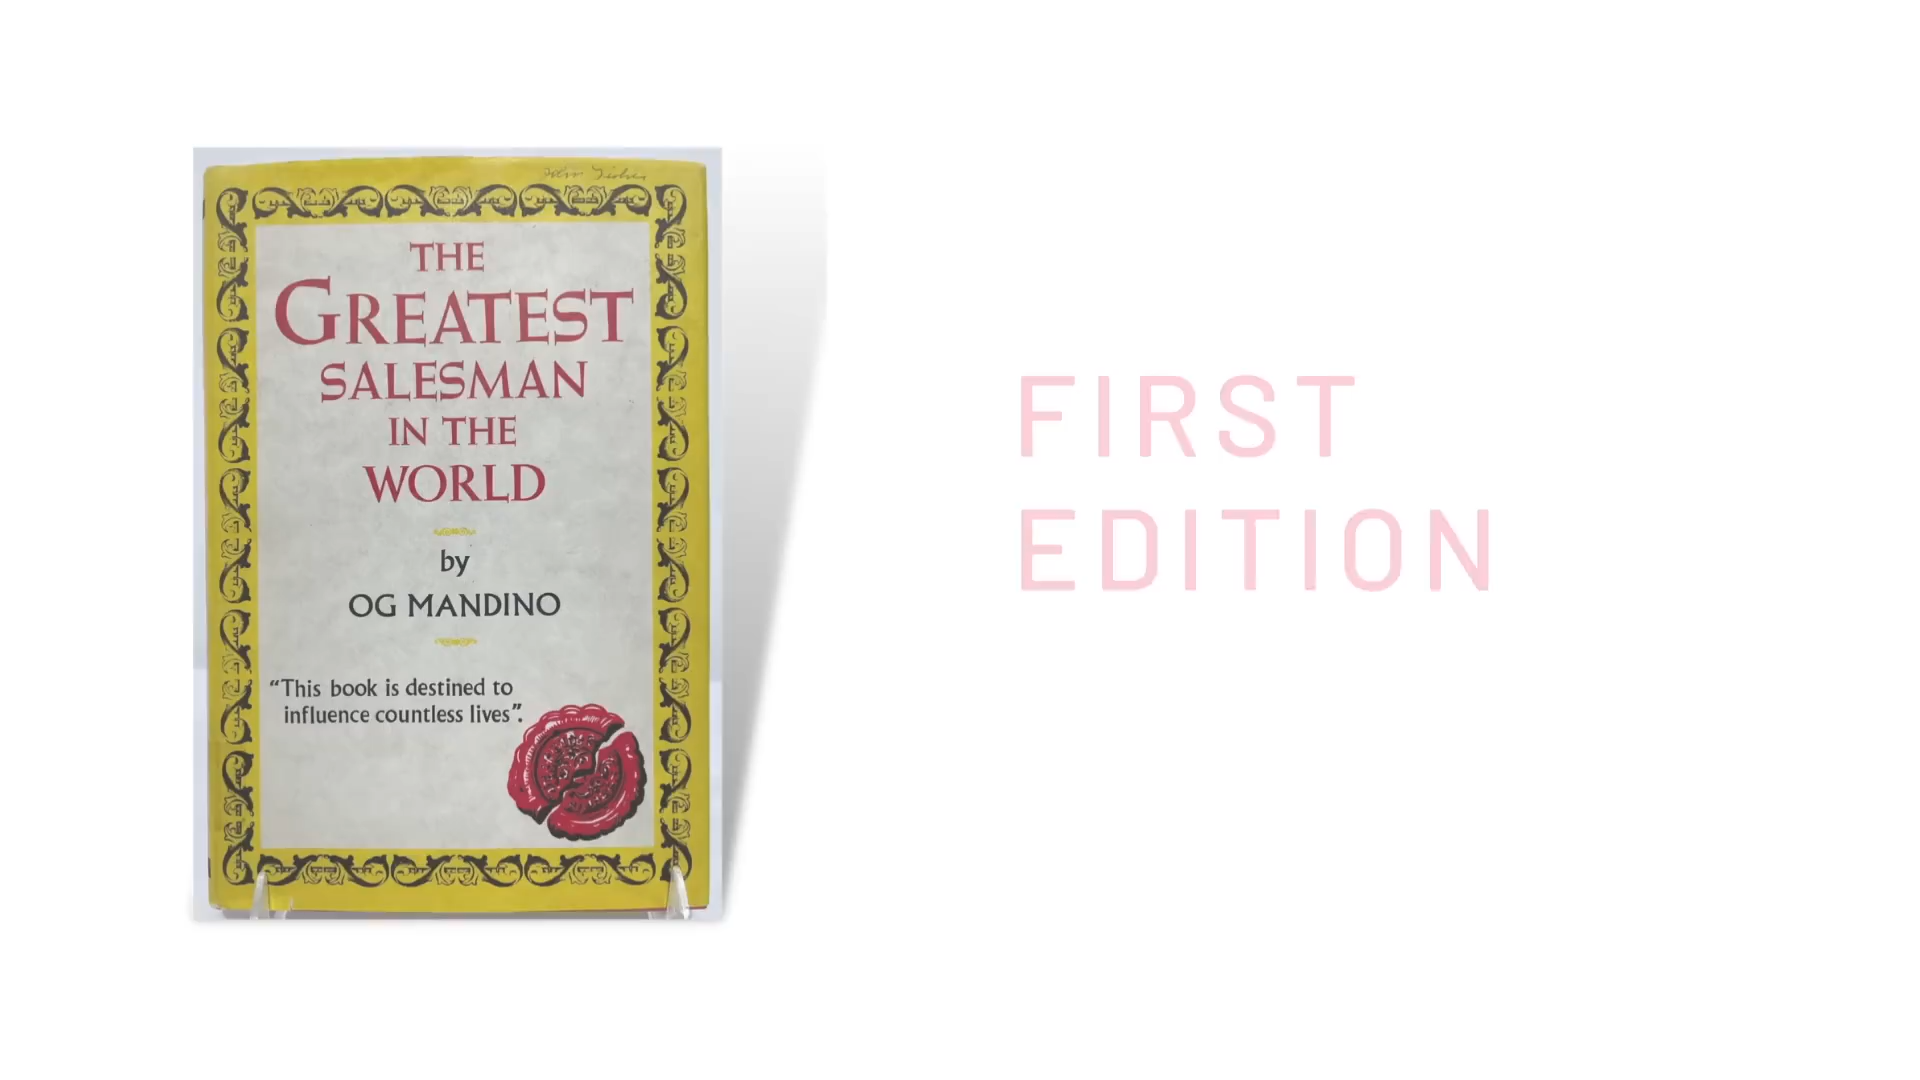 THE
GREATEST
SALESMAN
IN THE
WORLD
by
OG MANDINO
“This book is destined to
influence countless lives”.
FIRST
EDITION